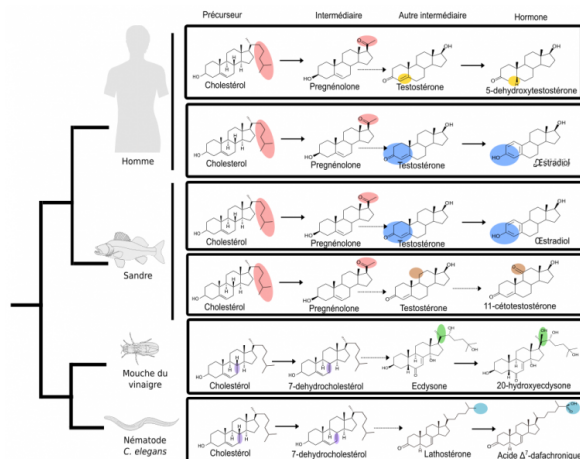 Précurseur Intermédiaire Autre intermédiaire Hormone
Cholestérol Pregnénolone Testostérone 5-dehydroxytestostérone
Homme
Cholesterol Pregnénolone Testostérone Œstradiol
Cholestérol Pregnénolone Testostérone Œstradiol
Sandre
Cholestérol Pregnénolone Testostérone 11-cétotestostérone
Mouche du
vinaigre
Cholestérol 7-dehydrocholestérol Ecdysone 20-hydroxyecdysone
Nématode
C. elegans
Cholestérol 7-dehydrocholestérol Lathostérone Acide Δ⁷-dafachronique